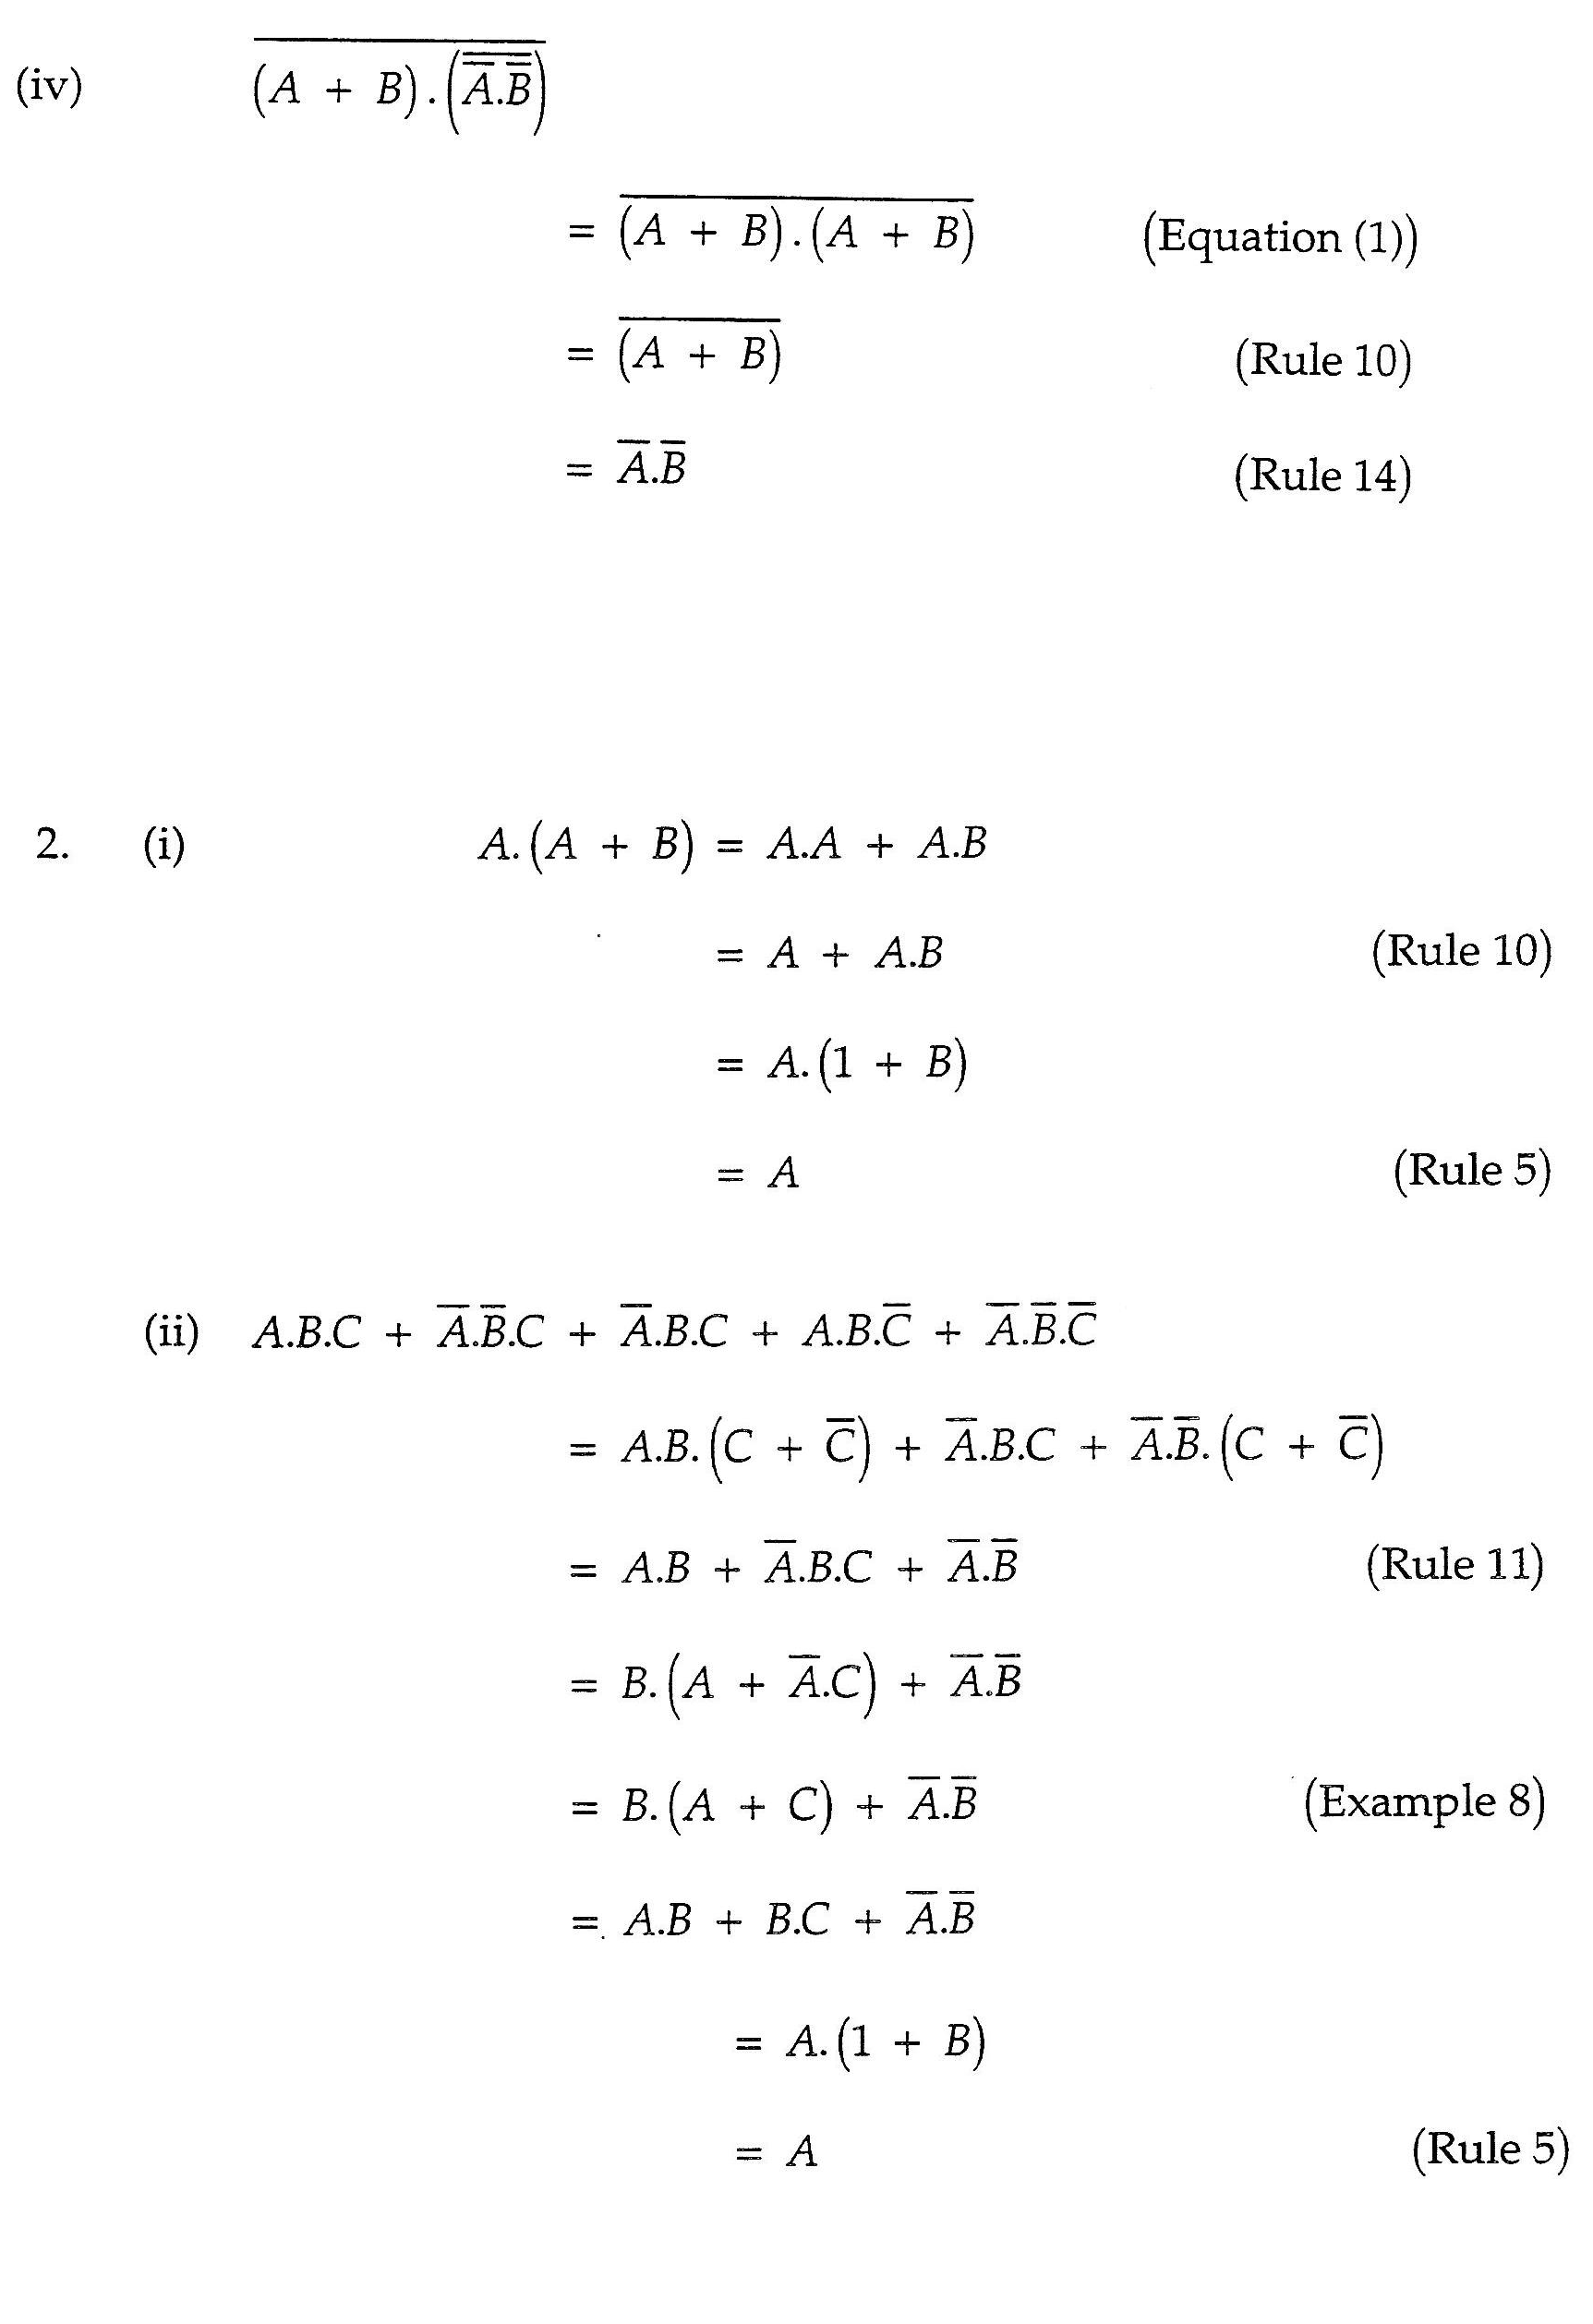 (iv) \overline{(A + B).(\overline{\overline{A}.\overline{B}})}
= \overline{(A + B).(A + B)} (Equation (1))
= \overline{(A + B)} (Rule 10)
= \overline{A}.\overline{B} (Rule 14)
2. (i) A.(A + B) = A.A + A.B
= A + A.B (Rule 10)
= A.(1 + B)
= A (Rule 5)
(ii) A.B.C + \overline{A}.\overline{B}.C + \overline{A}.B.C + A.B.\overline{C} + \overline{A}.\overline{B}.\overline{C}
= A.B.(C + \overline{C}) + \overline{A}.B.C + \overline{A}.\overline{B}.(C + \overline{C})
= A.B + \overline{A}.B.C + \overline{A}.\overline{B} (Rule 11)
= B.(A + \overline{A}.C) + \overline{A}.\overline{B}
= B.(A + C) + \overline{A}.\overline{B} (Example 8)
= A.B + B.C + \overline{A}.\overline{B}
= A.(1 + B)
= A (Rule 5)